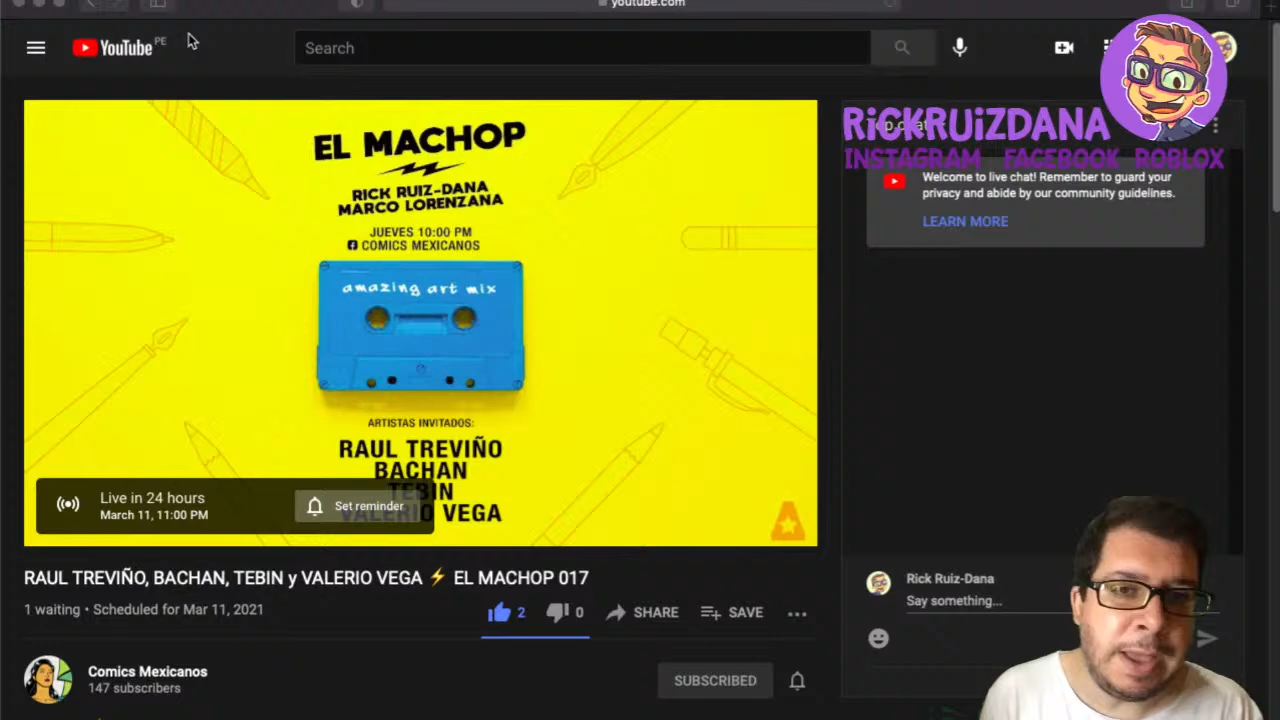 youtube.com
YouTube PE
Search
RiCKRUiZDANA
INSTAGRAM FACEBOOK ROBLOX
Welcome to live chat! Remember to guard your
privacy and abide by our community guidelines.
LEARN MORE
EL MACHOP
RICK RUIZ-DANA
MARCO LORENZANA
JUEVES 10:00 PM
COMICS MEXICANOS
amazing art mix
ARTISTAS INVITADOS:
RAUL TREVIÑO
BACHAN
TEBIN
VALERIO VEGA
Live in 24 hours
March 11, 11:00 PM
Set reminder
RAUL TREVIÑO, BACHAN, TEBIN y VALERIO VEGA ⚡ EL MACHOP 017
1 waiting • Scheduled for Mar 11, 2021
2
0
SHARE
SAVE
Comics Mexicanos
147 subscribers
SUBSCRIBED
Rick Ruiz-Dana
Say something...